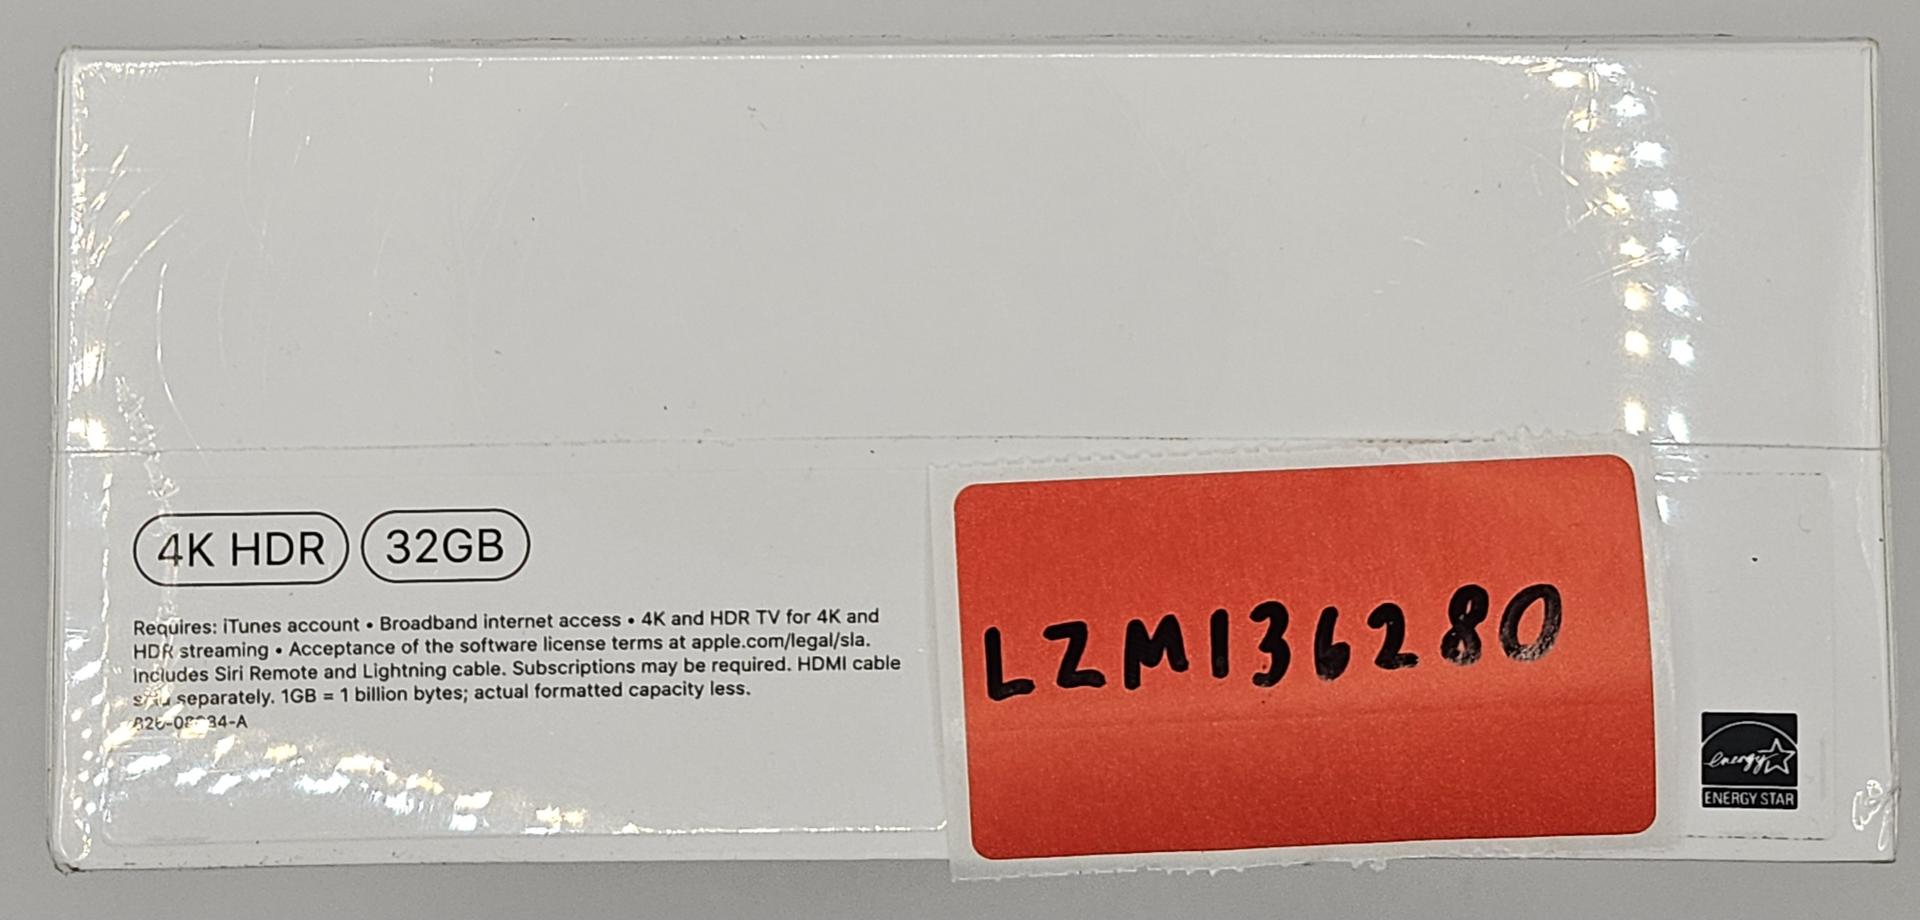 4K HDR 32GB
Requires: iTunes account • Broadband internet access • 4K and HDR TV for 4K and
HDR streaming • Acceptance of the software license terms at apple.com/legal/sla.
Includes Siri Remote and Lightning cable. Subscriptions may be required. HDMI cable
separately. 1GB = 1 billion bytes; actual formatted capacity less.
LZM136280
energy
ENERGY STAR